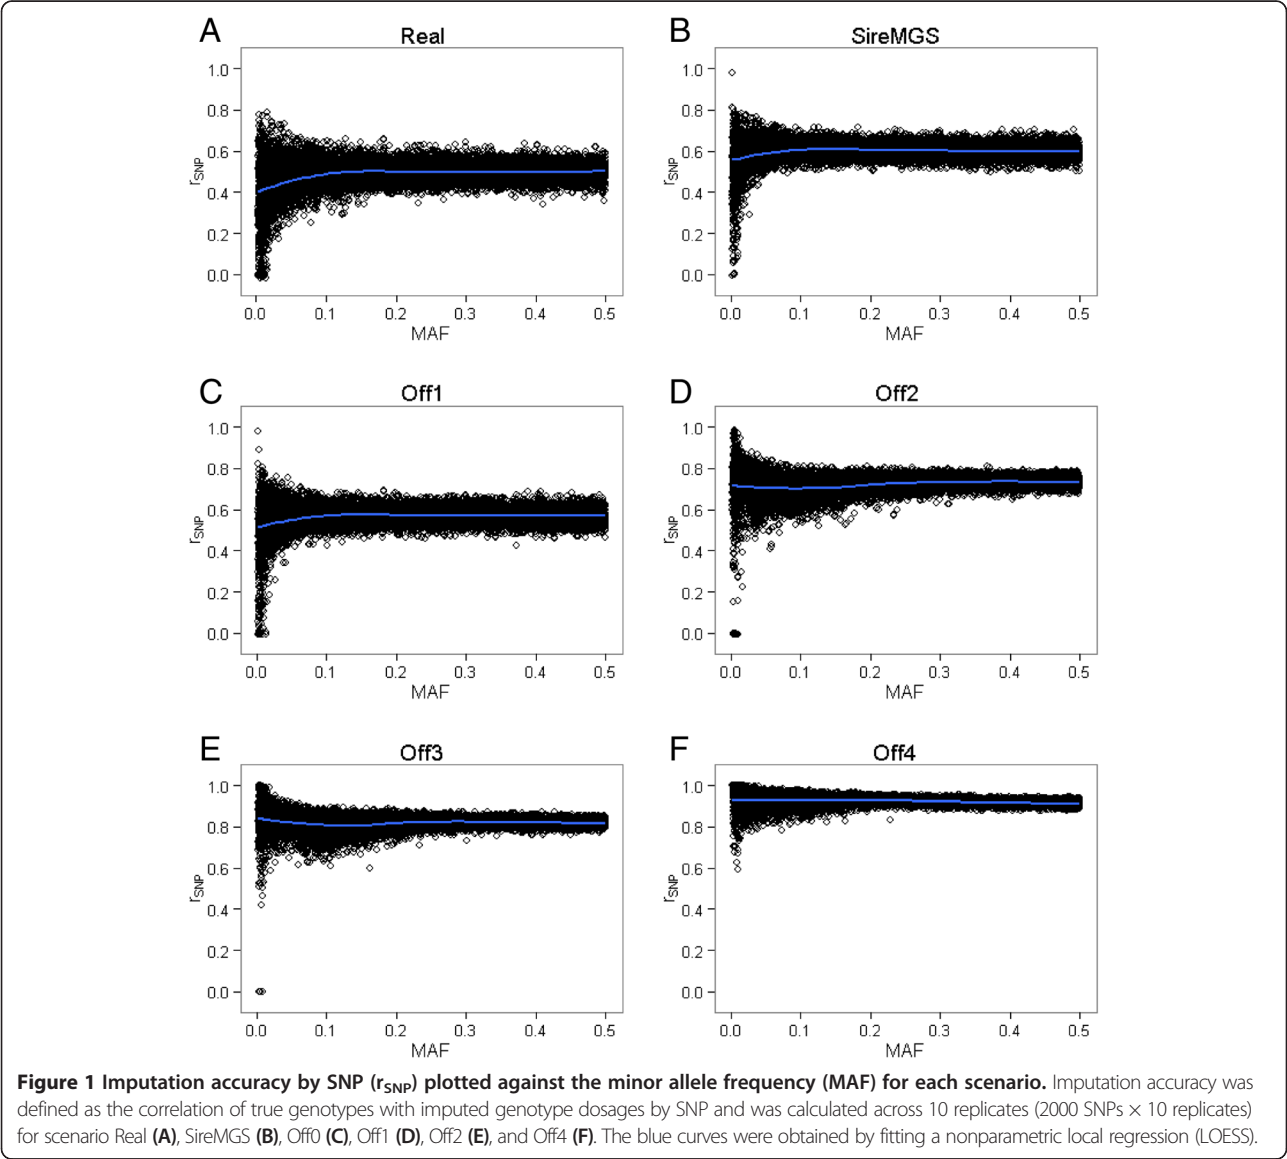 A
Real
1.0
0.8
0.6
0.4
0.2
0.0
rSNP
0.0 0.1 0.2 0.3 0.4 0.5
MAF
B
SireMGS
1.0
0.8
0.6
0.4
0.2
0.0
rSNP
0.0 0.1 0.2 0.3 0.4 0.5
MAF
C
Off1
1.0
0.8
0.6
0.4
0.2
0.0
rSNP
0.0 0.1 0.2 0.3 0.4 0.5
MAF
D
Off2
1.0
0.8
0.6
0.4
0.2
0.0
rSNP
0.0 0.1 0.2 0.3 0.4 0.5
MAF
E
Off3
1.0
0.8
0.6
0.4
0.2
0.0
rSNP
0.0 0.1 0.2 0.3 0.4 0.5
MAF
F
Off4
1.0
0.8
0.6
0.4
0.2
0.0
rSNP
0.0 0.1 0.2 0.3 0.4 0.5
MAF
Figure 1 Imputation accuracy by SNP (rSNP) plotted against the minor allele frequency (MAF) for each scenario. Imputation accuracy was
defined as the correlation of true genotypes with imputed genotype dosages by SNP and was calculated across 10 replicates (2000 SNPs × 10 replicates)
for scenario Real (A), SireMGS (B), Off0 (C), Off1 (D), Off2 (E), and Off4 (F). The blue curves were obtained by fitting a nonparametric local regression (LOESS).